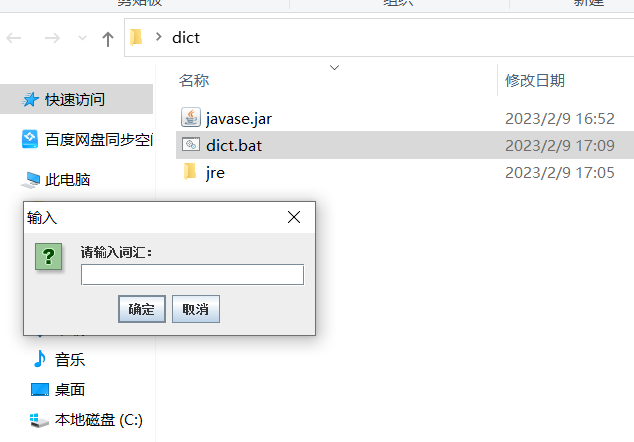 剪贴板
组织
新建
dict
名称
修改日期
快速访问
javase.jar
2023/2/9 16:52
百度网盘同步空间
dict.bat
2023/2/9 17:09
此电脑
jre
2023/2/9 17:05
输入
请输入词汇：
确定
取消
音乐
桌面
本地磁盘 (C:)